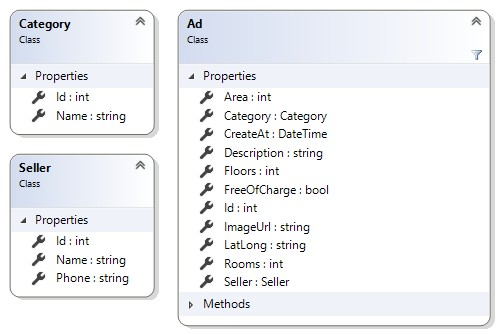 Category
Class
Properties
Id : int
Name : string
Seller
Class
Properties
Id : int
Name : string
Phone : string
Ad
Class
Properties
Area : int
Category : Category
CreateAt : DateTime
Description : string
Floors : int
FreeOfCharge : bool
Id : int
ImageUrl : string
LatLong : string
Rooms : int
Seller : Seller
Methods